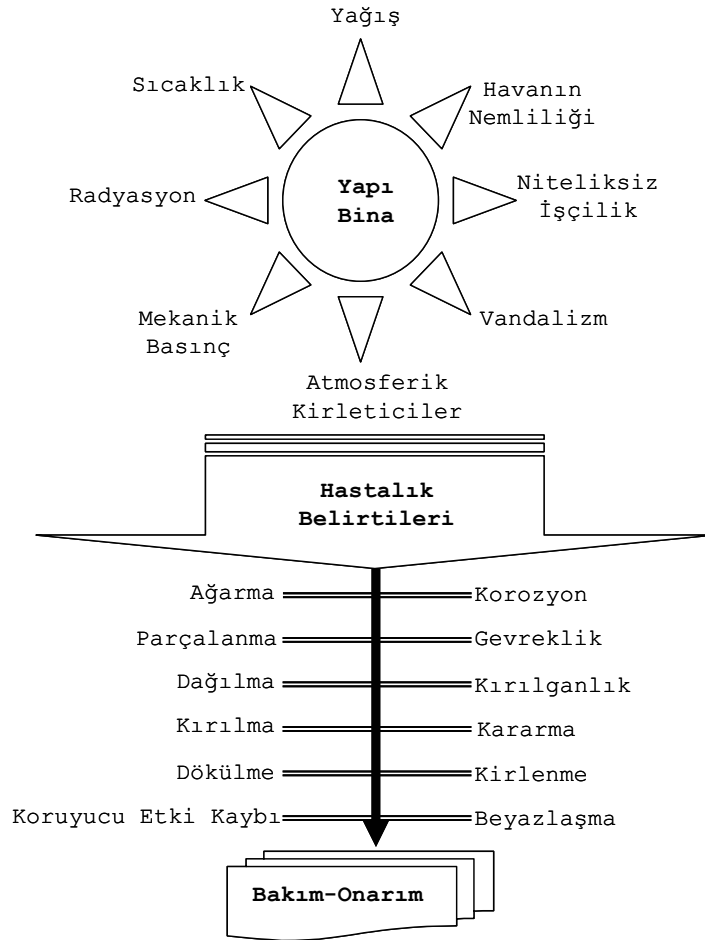 Yağış
Sıcaklık
Havanın
Nemliliği
Radyasyon
Yapı
Bina
Niteliksiz
İşçilik
Mekanik
Basınç
Vandalizm
Atmosferik
Kirleticiler
Hastalık
Belirtileri
Ağarma
Korozyon
Parçalanma
Gevreklik
Dağılma
Kırılganlık
Kırılma
Kararma
Dökülme
Kirlenme
Koruyucu Etki Kaybı
Beyazlaşma
Bakım-Onarım